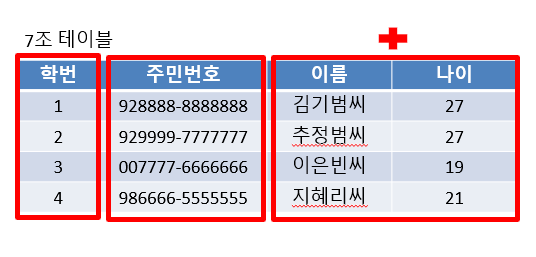 7조 테이블
학번 주민번호 이름 나이
1 928888-8888888 김기범씨 27
2 929999-7777777 추정범씨 27
3 007777-6666666 이은빈씨 19
4 986666-5555555 지혜리씨 21